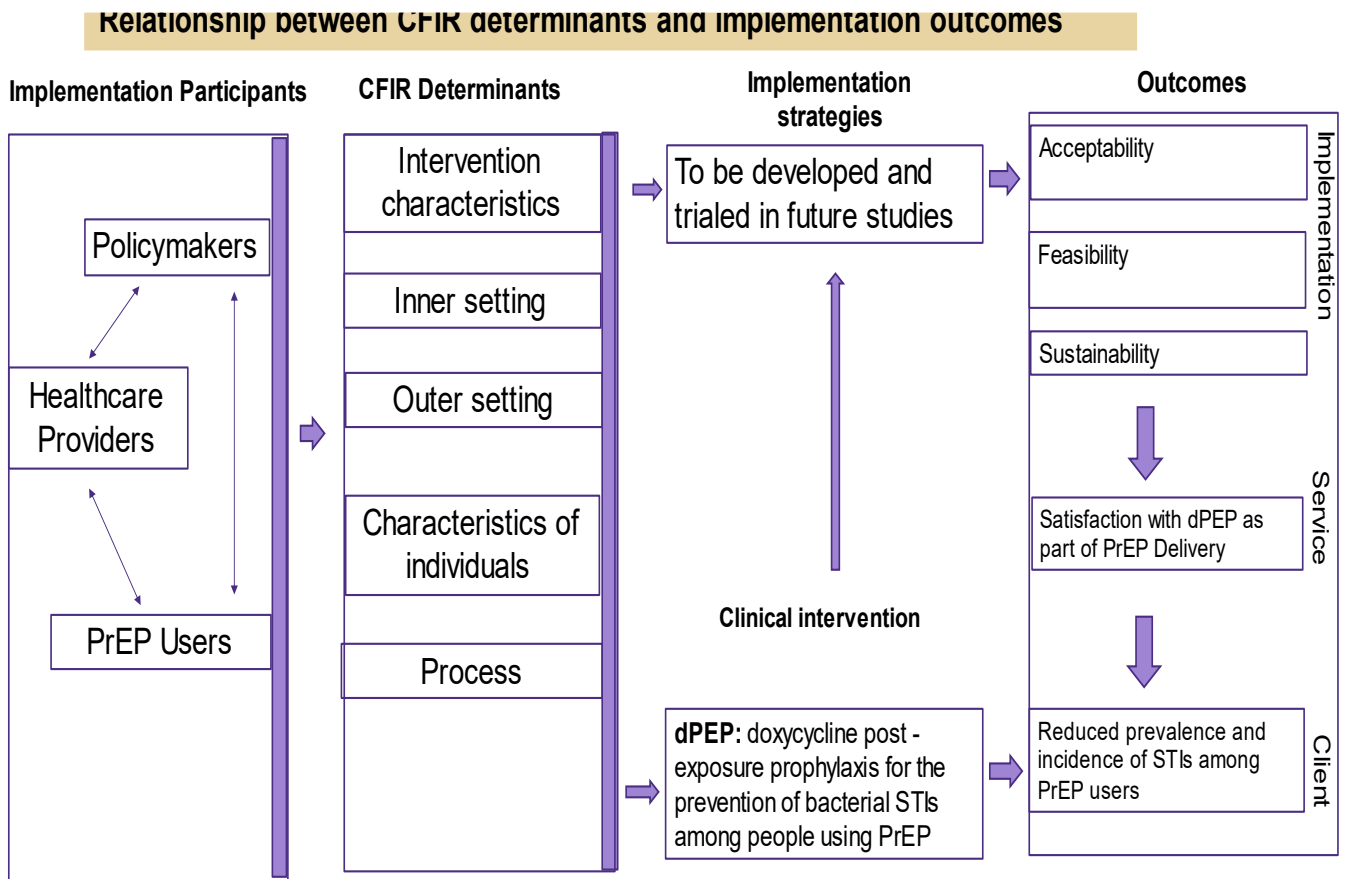 Relationship between CFIR determinants and implementation outcomes
Implementation Participants
Policymakers
Healthcare
Providers
PrEP Users
CFIR Determinants
Intervention
characteristics
Inner setting
Outer setting
Characteristics of
individuals
Process
Implementation
strategies
To be developed and
trialed in future studies
Clinical intervention
dPEP: doxycycline post -
exposure prophylaxis for the
prevention of bacterial STIs
among people using PrEP
Outcomes
Acceptability
Feasibility
Sustainability
Implementation
Satisfaction with dPEP as
part of PrEP Delivery
Service
Reduced prevalence and
incidence of STIs among
PrEP users
Client